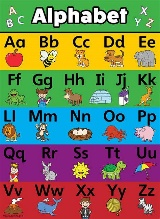 A B C Alphabet X Y Z
Aa Bb Cc Dd Ee
Ff Gg Hh Ii Jj Kk
Ll Mm Nn Oo Pp
Qq Rr Ss Tt Uu
Vv Ww Xx Yy Zz